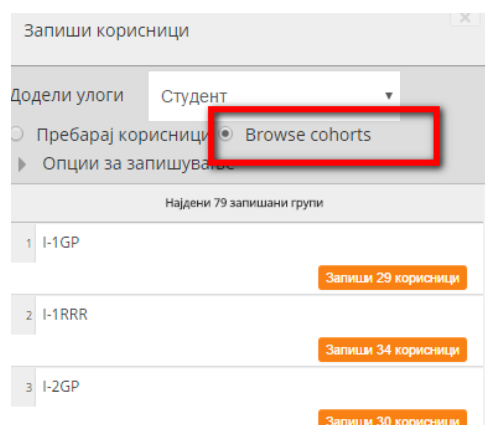 Запиши корисници
Додели улоги Студент
Пребарај корисници Browse cohorts
Опции за запишување
Најдени 79 запишани групи
1 I-1GP
Запиши 29 корисници
2 I-1RRR
Запиши 34 корисници
3 I-2GP
Запиши 30 корисници